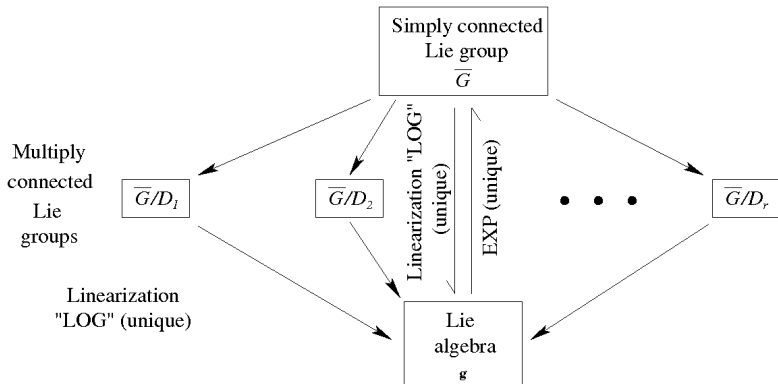 Simply connected
Lie group
G̅
Multiply
connected
Lie
groups
G̅/D₁
G̅/D₂
Linearization "LOG"
(unique)
EXP (unique)
• • •
G̅/Dᵣ
Linearization
"LOG" (unique)
Lie
algebra
g